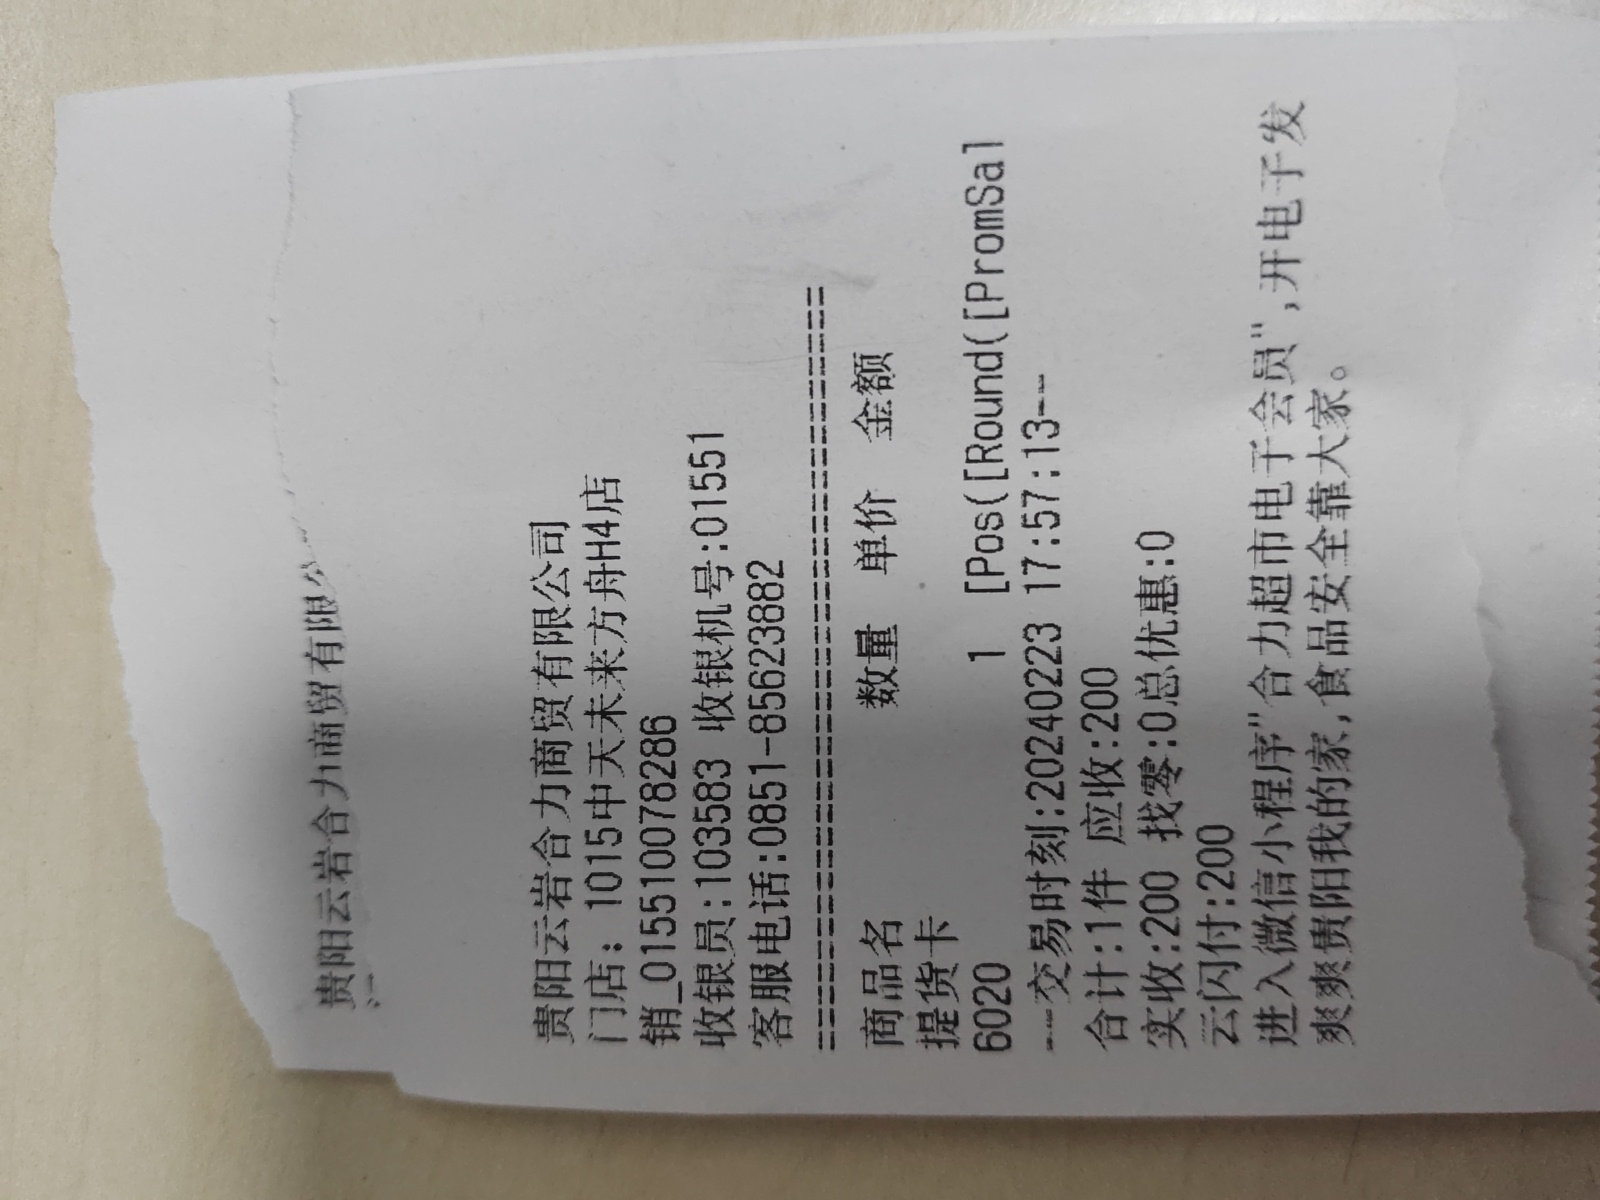 贵阳云岩合力商贸有限
贵阳云岩合力商贸有限公司
门店: 1015中天未来方舟H4店
销_015510078286
收银员:103583 收银机号:01551
客服电话:0851-85623882
================================
商品名 数量 单价 金额
提货卡
6020 1 [Pos([Round([PromSal
---交易时刻:20240223 17:57:13--
合计:1件 应收:200
实收:200 找零:0总优惠:0
云闪付:200
进入微信小程序"合力超市电子会员",开电子发
爽爽贵阳我的家,食品安全靠大家。